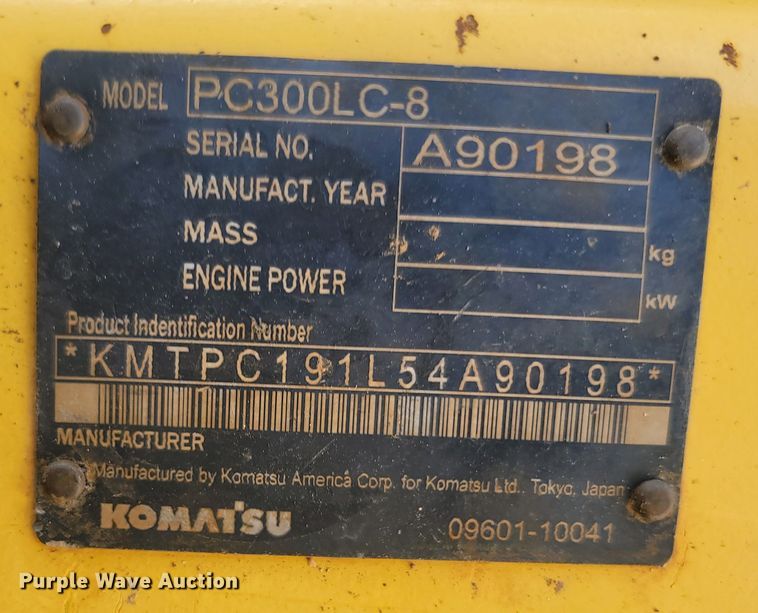 MODEL PC300LC-8
SERIAL NO. A90198
MANUFACT. YEAR
MASS kg
ENGINE POWER kW
Product Indentification Number
*KMTPC191L54A90198*
MANUFACTURER
Manufactured by Komatsu America Corp. for Komatsu Ltd., Tokyo, Japan
KOMATSU 09601-10041
Purple Wave Auction